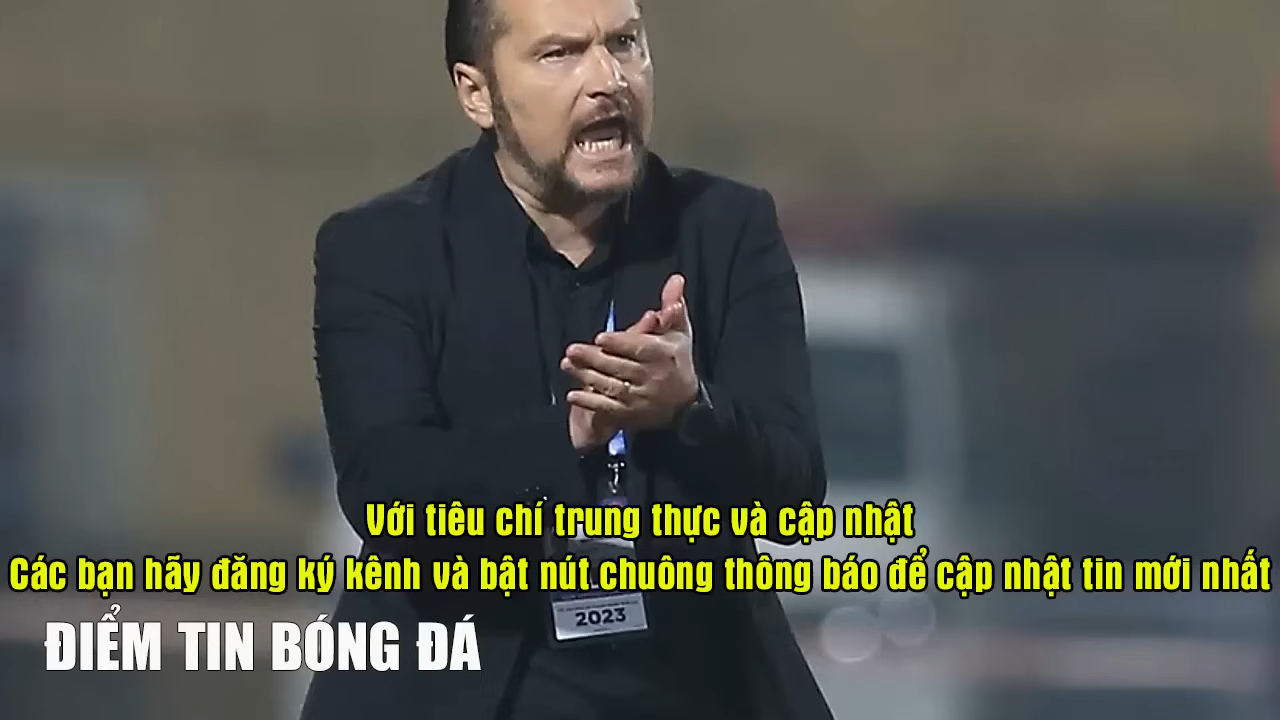 Với tiêu chí trung thực và cập nhật
Các bạn hãy đăng ký kênh và bật nút chuông thông báo để cập nhật tin mới nhất
2023
ĐIỂM TIN BÓNG ĐÁ